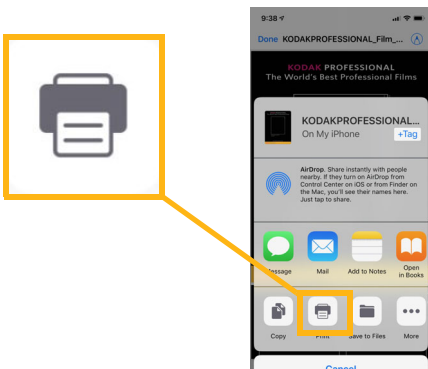 9:38
Done KODAKPROFESSIONAL_Film_...
KODAK PROFESSIONAL
The World's Best Professional Films
KODAKPROFESSIONAL...
On My iPhone
+Tag
AirDrop. Share instantly with people
nearby. If they turn on AirDrop from
Control Center on iOS or from Finder on
the Mac, you'll see their names here.
Just tap to share.
Message
Mail
Add to Notes
Open
in Books
Copy
Print
Save to Files
More
Cancel